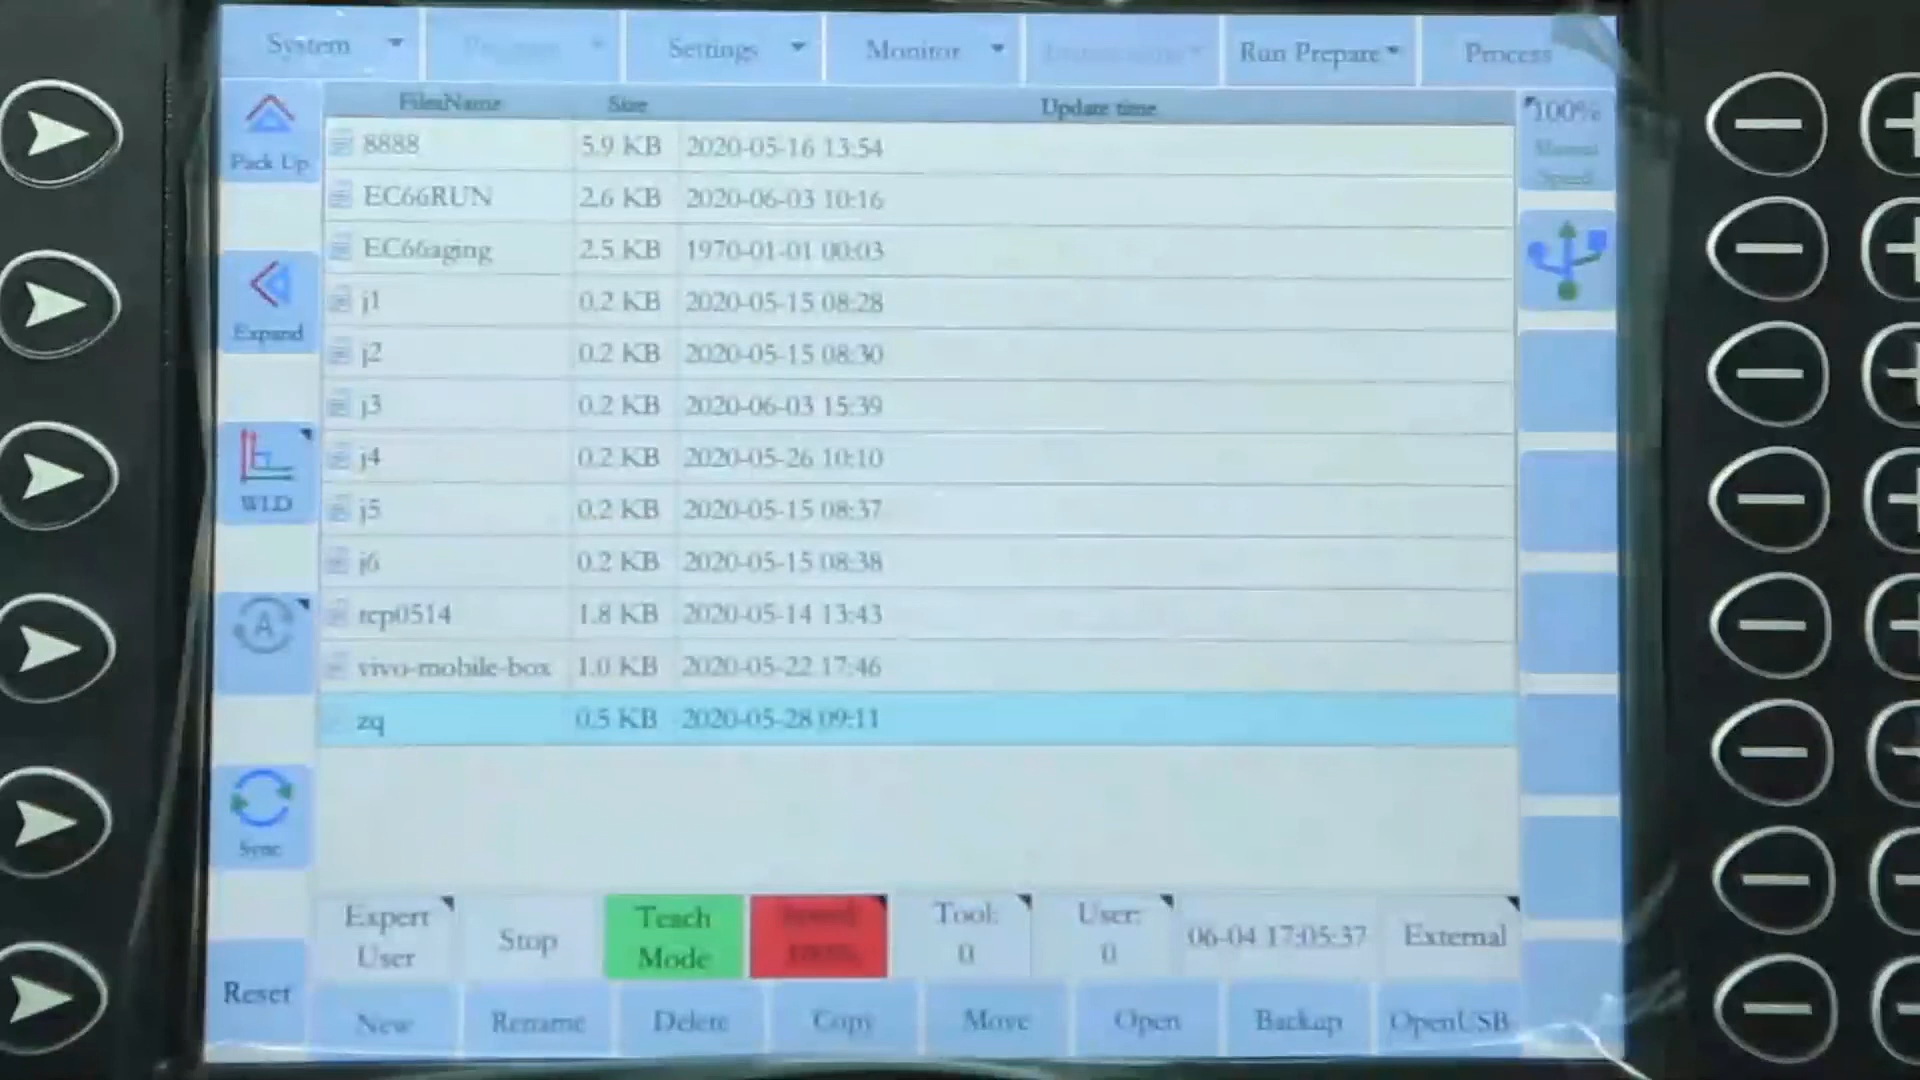 System
Settings
Monitor
Run Prepare
Process
FilesName Size Update time
8888 5.9 KB 2020-05-16 13:54
EC66RUN 2.6 KB 2020-06-03 10:16
EC66aging 2.5 KB 1970-01-01 00:03
j1 0.2 KB 2020-05-15 08:28
j2 0.2 KB 2020-05-15 08:30
j3 0.2 KB 2020-06-03 15:39
j4 0.2 KB 2020-05-26 10:10
j5 0.2 KB 2020-05-15 08:37
j6 0.2 KB 2020-05-15 08:38
tcp0514 1.8 KB 2020-05-14 13:43
vivo-mobile-box 1.0 KB 2020-05-22 17:46
zq 0.5 KB 2020-05-28 09:11
Pack Up
Expand
WLD
A
Sync
Reset
100%
Manual
Speed
Expert
User
Stop
Teach
Mode
Speed
100%
Tool:
0
User:
0
06-04 17:05:37
External
New
Rename
Delete
Copy
Move
Open
Backup
OpenUSB